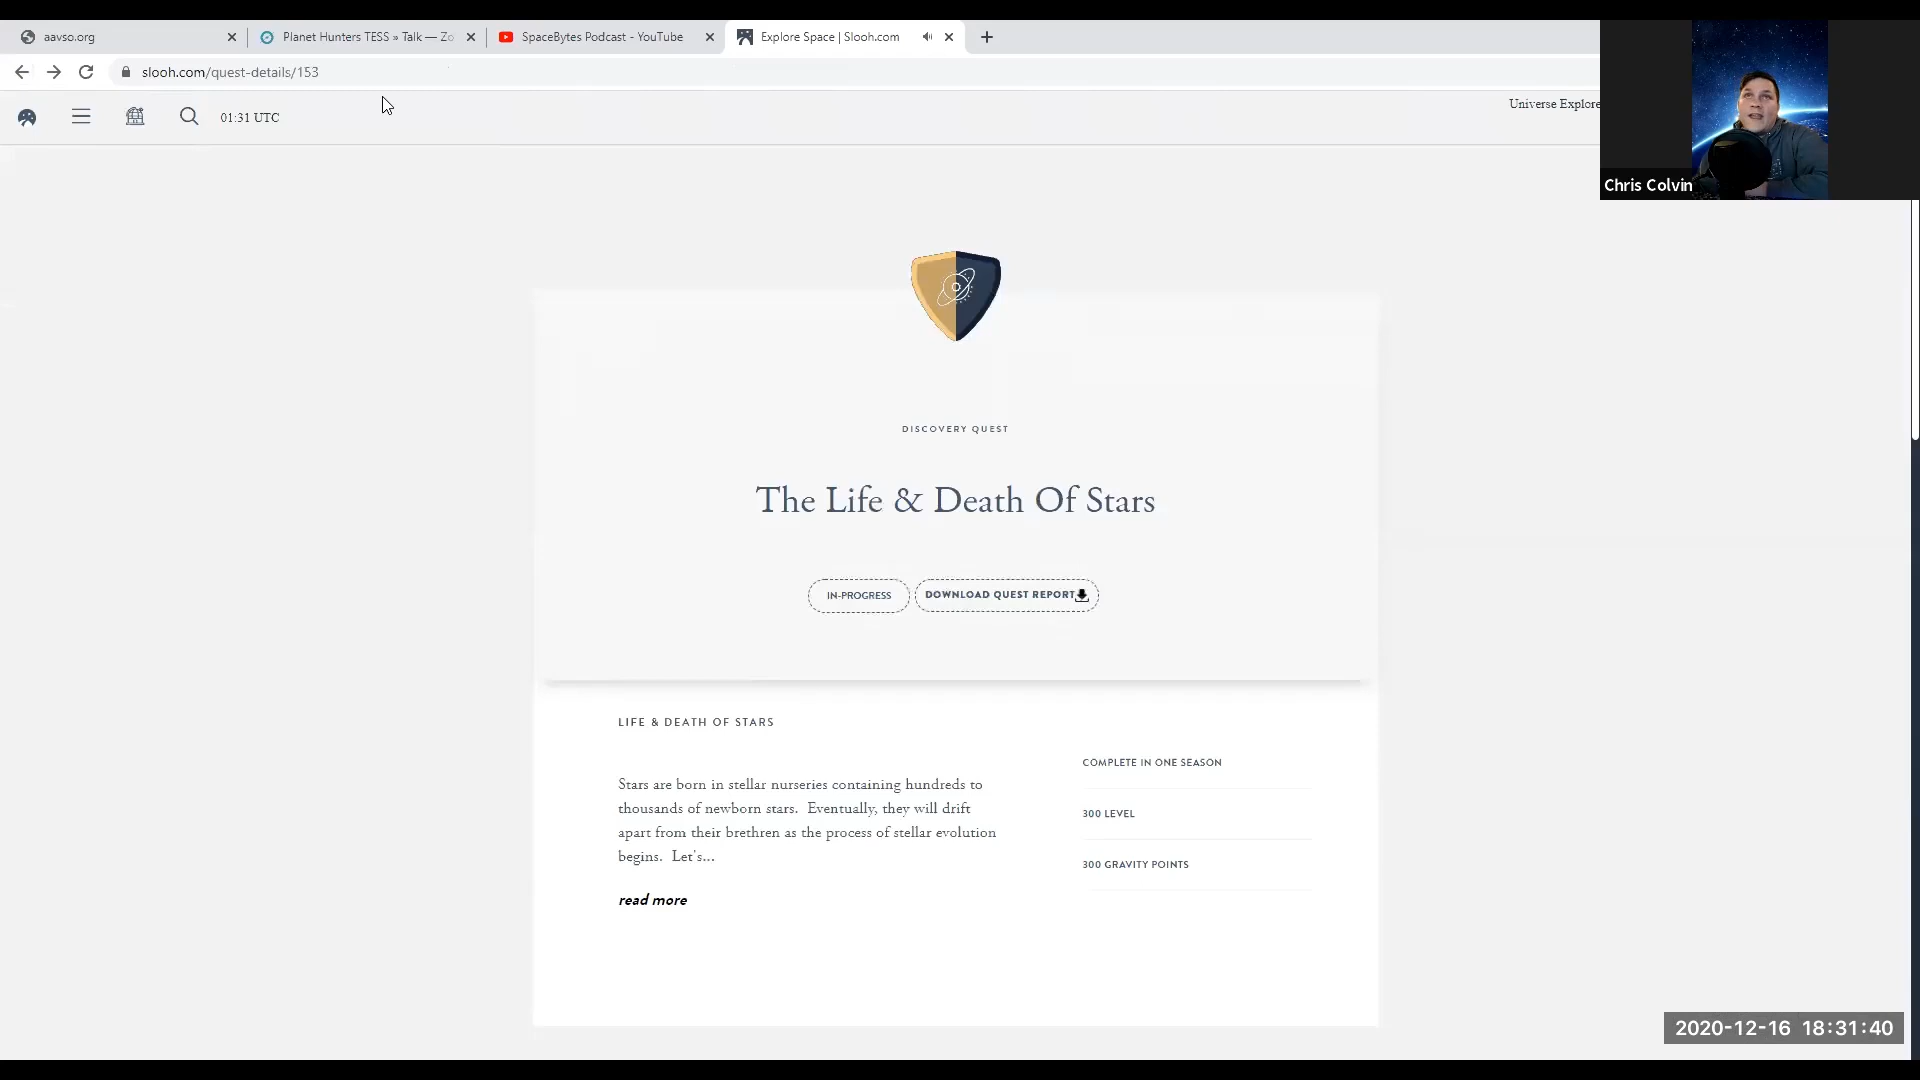 aavso.org
Planet Hunters TESS » Talk — Zo
SpaceBytes Podcast - YouTube
Explore Space | Slooh.com
slooh.com/quest-details/153
01:31 UTC
Universe Explore
Chris Colvin
DISCOVERY QUEST
The Life & Death Of Stars
IN-PROGRESS
DOWNLOAD QUEST REPORT
LIFE & DEATH OF STARS
Stars are born in stellar nurseries containing hundreds to
thousands of newborn stars.  Eventually, they will drift
apart from their brethren as the process of stellar evolution
begins.  Let's...
read more
COMPLETE IN ONE SEASON
300 LEVEL
300 GRAVITY POINTS
2020-12-16 18:31:40